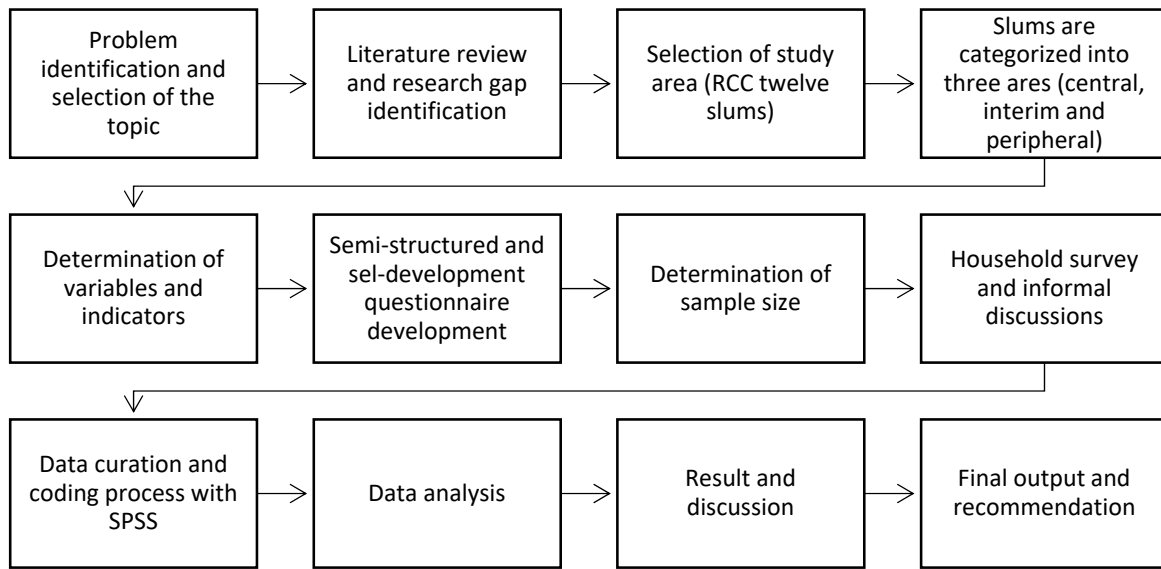 Problem
identification and
selection of the
topic
Literature review
and research gap
identification
Selection of study
area (RCC twelve
slums)
Slums are
categorized into
three ares (central,
interim and
peripheral)
Determination of
variables and
indicators
Semi-structured and
sel-development
questionnaire
development
Determination of
sample size
Household survey
and informal
discussions
Data curation and
coding process with
SPSS
Data analysis
Result and
discussion
Final output and
recommendation